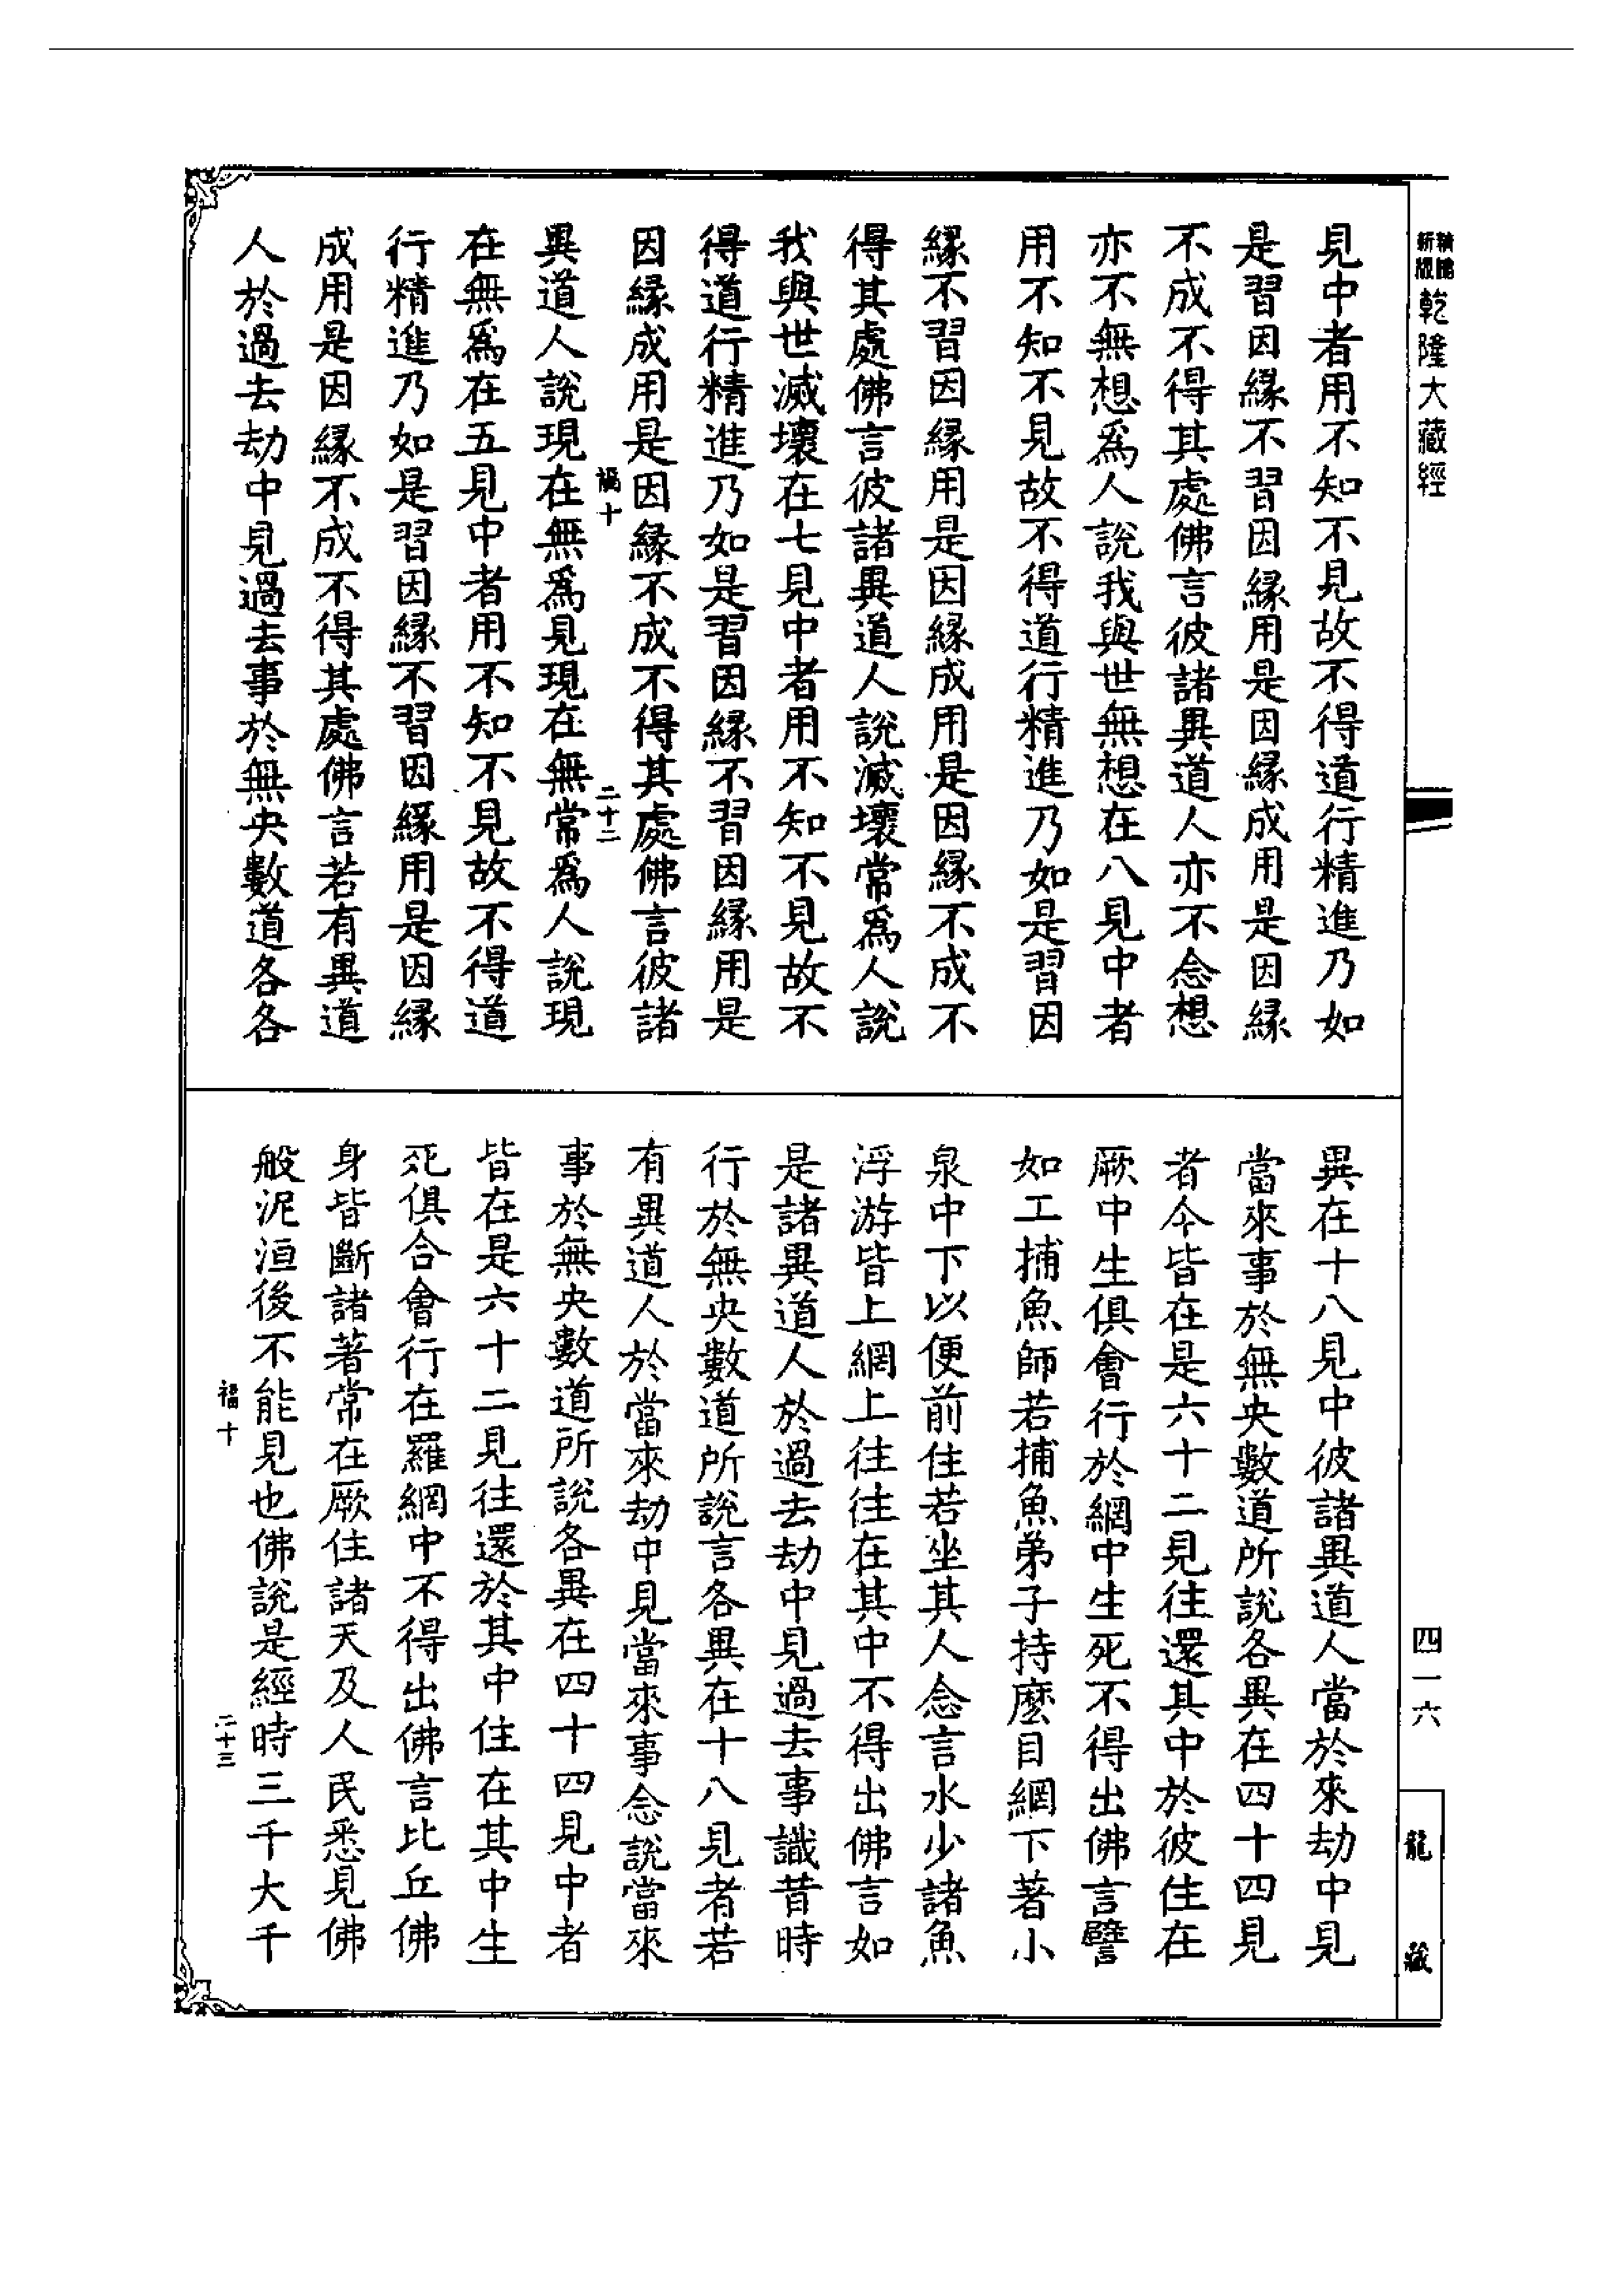 乾隆大藏經
見中者用不知不見故不得道行精進乃如
是習因緣不習因緣用是因緣成用是因緣
不成不得其處佛言彼諸異道人亦不念想
亦不無想爲人説我與世無想在八見中者
用不知不見故不得道行精進乃如是習因
緣不習因緣用是因緣成用是因緣不成不
得其處佛言彼諸異道人説滅壞常爲人説
我與世滅壞在七見中者用不知不見故不
得道行精進乃如是習因緣不習因緣用是
因緣成用是因緣不成不得其處佛言彼諸
福十
二十二
異道人説現在無爲見現在無常爲人説現
在無爲在五見中者用不知不見故不得道
行精進乃如是習因緣不習因緣用是因緣
成用是因緣不成不得其處佛言若有異道
人於過去劫中見過去事於無央數道各各
異在十八見中彼諸異道人當於來劫中見
當來事於無央數道所説各異在四十四見
者今皆在是六十二見往還其中於彼住在
厥中生俱會行於網中生死不得出佛言譬
如工捕魚師若捕魚弟子持麼目網下著小
泉中下以便前住若坐其人念言水少諸魚
浮游皆上網上往往在其中不得出佛言如
是諸異道人於過去劫中見過去事識昔時
行於無央數道所説言各異在十八見者若
有異道人於當來劫中見當來事念説當來
事於無央數道所説各異在四十四見中者
皆在是六十二見往還於其中住在其中生
死俱合會行在羅網中不得出佛言比丘佛
身皆斷諸著常在厥住諸天及人民悉見佛
般泥洹後不能見也佛説是經時三千大千
福十
二十三
四一六
龍藏